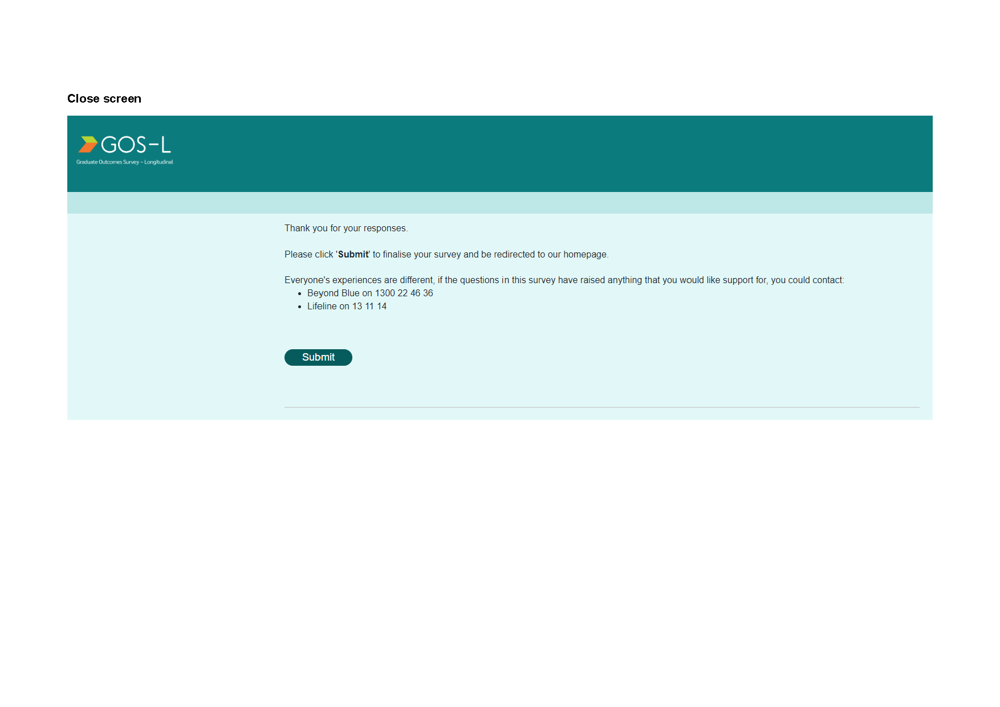 Close screen
GOS-L
Graduate Outcomes Survey – Longitudinal
Thank you for your responses.
Please click 'Submit' to finalise your survey and be redirected to our homepage.
Everyone's experiences are different, if the questions in this survey have raised anything that you would like support for, you could contact:
• Beyond Blue on 1300 22 46 36
• Lifeline on 13 11 14
Submit